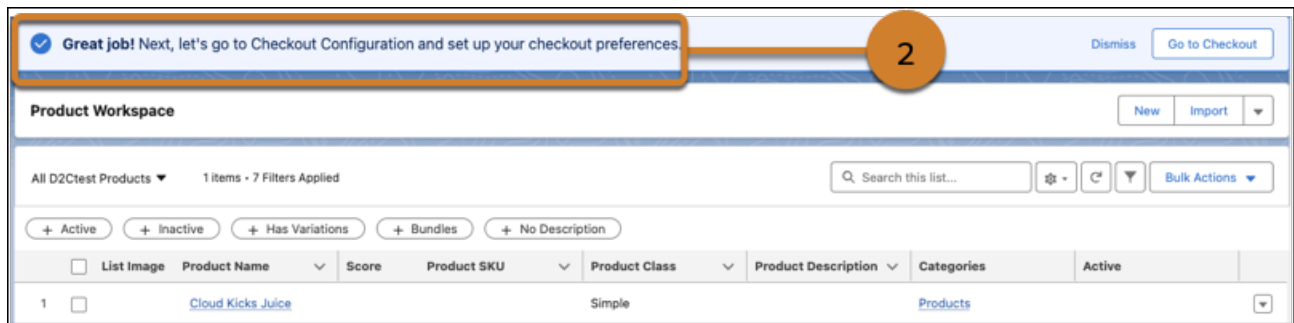 Great job! Next, let's go to Checkout Configuration and set up your checkout preferences.
2
Dismiss
Go to Checkout
Product Workspace
New
Import
All D2Ctest Products
1 items • 7 Filters Applied
Search this list...
Bulk Actions
+ Active
+ Inactive
+ Has Variations
+ Bundles
+ No Description
List Image Product Name Score Product SKU Product Class Product Description Categories Active
1 Cloud Kicks Juice Simple Products